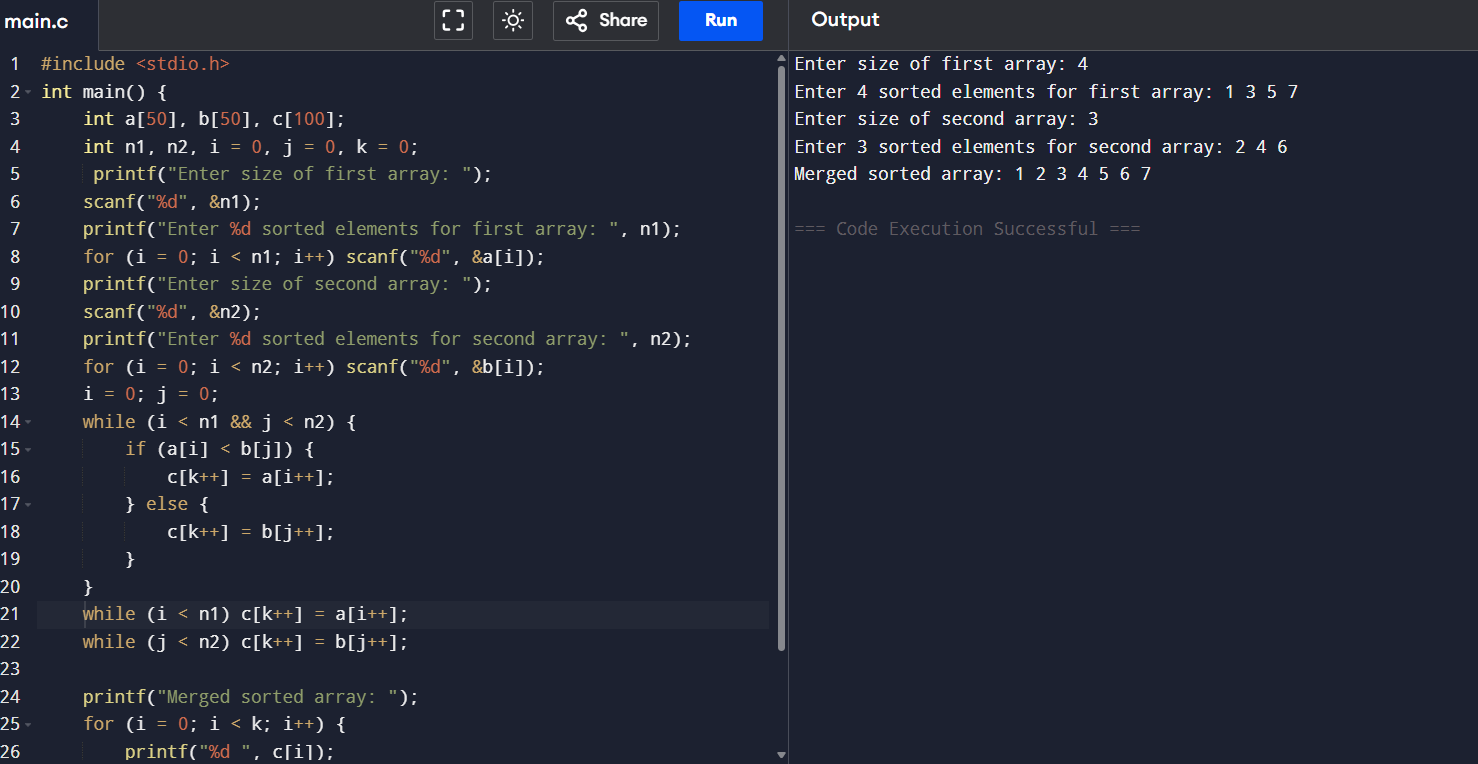 main.c
Share
Run
Output
1 #include <stdio.h>
2 int main() {
3     int a[50], b[50], c[100];
4     int n1, n2, i = 0, j = 0, k = 0;
5      printf("Enter size of first array: ");
6     scanf("%d", &n1);
7     printf("Enter %d sorted elements for first array: ", n1);
8     for (i = 0; i < n1; i++) scanf("%d", &a[i]);
9     printf("Enter size of second array: ");
10     scanf("%d", &n2);
11     printf("Enter %d sorted elements for second array: ", n2);
12     for (i = 0; i < n2; i++) scanf("%d", &b[i]);
13     i = 0; j = 0;
14     while (i < n1 && j < n2) {
15         if (a[i] < b[j]) {
16             c[k++] = a[i++];
17         } else {
18             c[k++] = b[j++];
19         }
20     }
21     while (i < n1) c[k++] = a[i++];
22     while (j < n2) c[k++] = b[j++];
23
24     printf("Merged sorted array: ");
25     for (i = 0; i < k; i++) {
26         printf("%d ", c[i]);
Enter size of first array: 4
Enter 4 sorted elements for first array: 1 3 5 7
Enter size of second array: 3
Enter 3 sorted elements for second array: 2 4 6
Merged sorted array: 1 2 3 4 5 6 7
=== Code Execution Successful ===